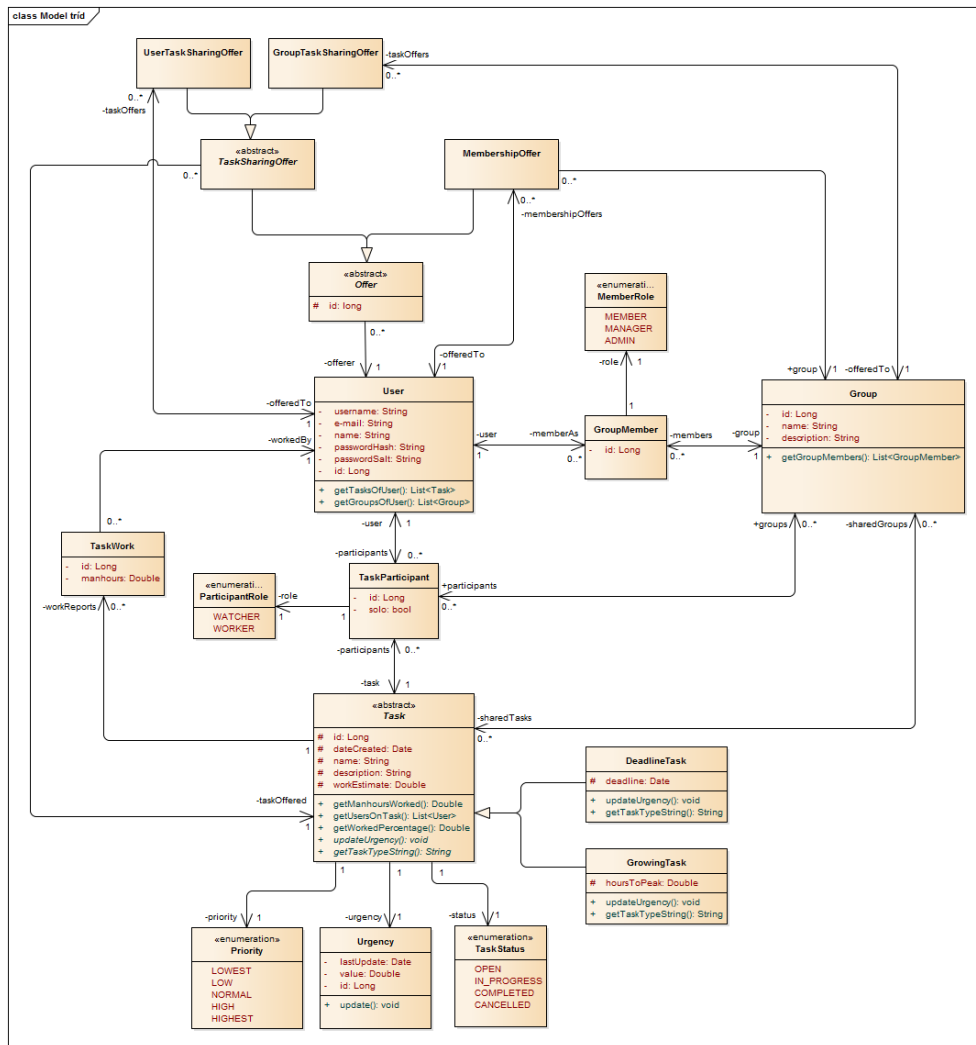 class Model tříd
UserTaskSharingOffer
GroupTaskSharingOffer
-taskOffers
0..*
0..*
-taskOffers
«abstract»
TaskSharingOffer
0..*
MembershipOffer
0..*
0..*
-membershipOffers
«abstract»
Offer
# id: long
0..*
«enumerati...
MemberRole
MEMBER
MANAGER
ADMIN
-offerer
1
-offeredTo
1
-role
1
+group
1
-offeredTo
1
User
- username: String
- e-mail: String
- name: String
- passwordHash: String
- passwordSalt: String
- id: Long
+ getTasksOfUser(): List<Task>
+ getGroupsOfUser(): List<Group>
-offeredTo
1
-workedBy
1
-user
1
-memberAs
0..*
1
GroupMember
- id: Long
-members
0..*
-group
1
Group
- id: Long
- name: String
- description: String
+ getGroupMembers(): List<GroupMember>
-user
1
+groups
0..*
-sharedGroups
0..*
0..*
TaskWork
- id: Long
- manhours: Double
-workReports
0..*
-participants
0..*
TaskParticipant
- id: Long
- solo: bool
+participants
0..*
«enumerati...
ParticipantRole
WATCHER
WORKER
-role
1
1
-participants
0..*
-task
1
«abstract»
Task
# id: Long
# dateCreated: Date
# name: String
# description: String
# workEstimate: Double
+ getManhoursWorked(): Double
+ getUsersOnTask(): List<User>
+ getWorkedPercentage(): Double
+ updateUrgency(): void
+ getTaskTypeString(): String
-sharedTasks
0..*
1
-taskOffered
1
DeadlineTask
# deadline: Date
+ updateUrgency(): void
+ getTaskTypeString(): String
GrowingTask
# hoursToPeak: Double
+ updateUrgency(): void
+ getTaskTypeString(): String
1
1
1
-priority
1
-urgency
1
-status
1
«enumeration»
Priority
LOWEST
LOW
NORMAL
HIGH
HIGHEST
Urgency
- lastUpdate: Date
- value: Double
- id: Long
+ update(): void
«enumeration»
TaskStatus
OPEN
IN_PROGRESS
COMPLETED
CANCELLED